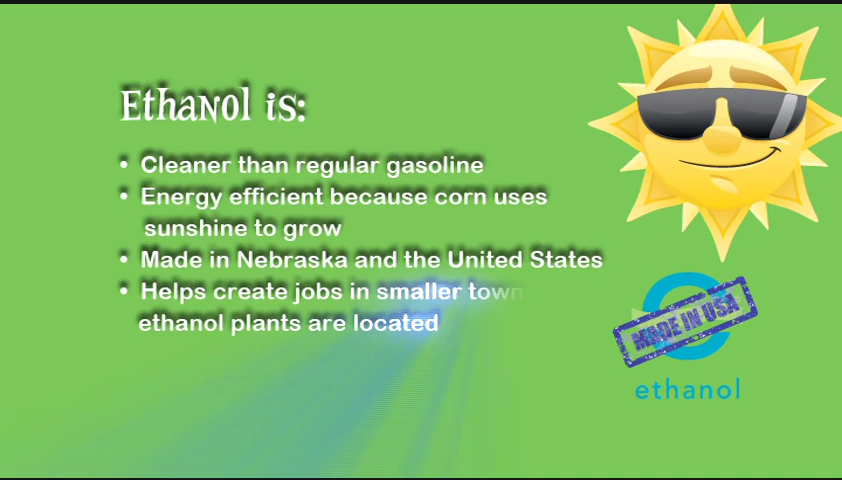 Ethanol is:
• Cleaner than regular gasoline
• Energy efficient because corn uses
sunshine to grow
• Made in Nebraska and the United States
• Helps create jobs in smaller town
ethanol plants are located
MADE IN USA
ethanol